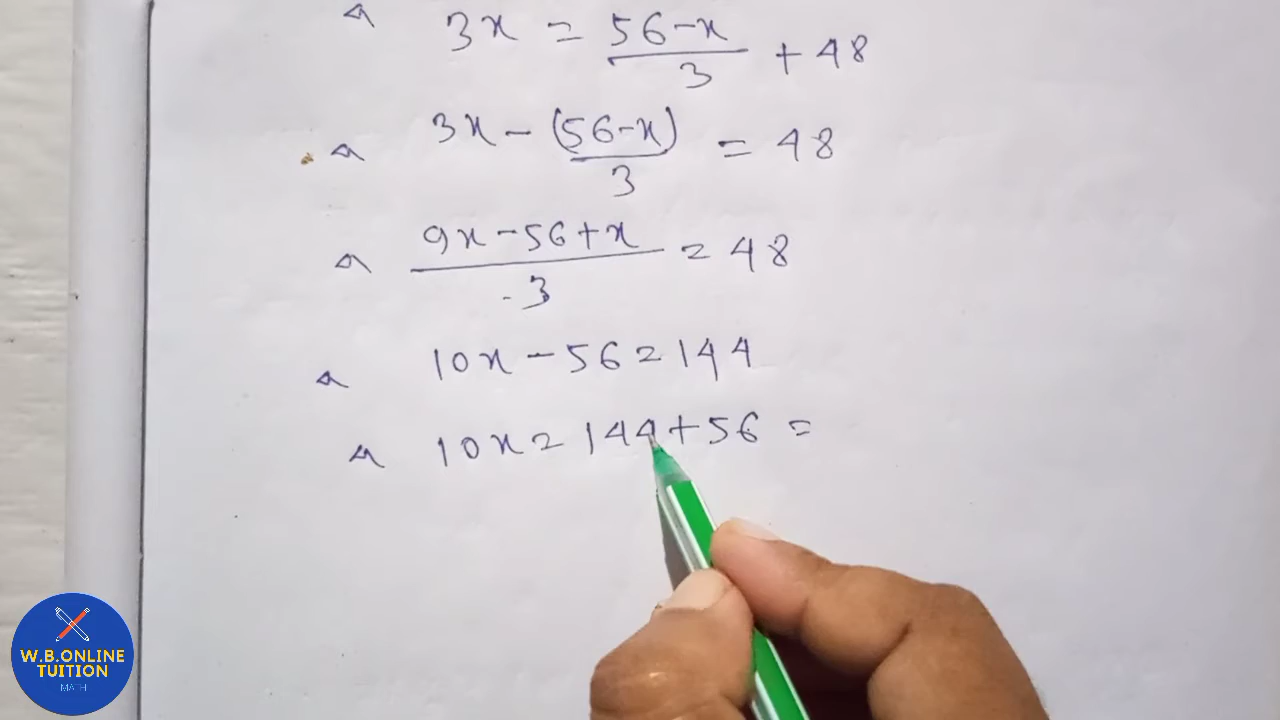 বা 3x = 56-x/3 + 48
বা 3x - (56-x)/3 = 48
বা 9x-56+x/3 = 48
বা 10x - 56 = 144
বা 10x = 144+56 =
W.B.ONLINE
TUITION
MATH